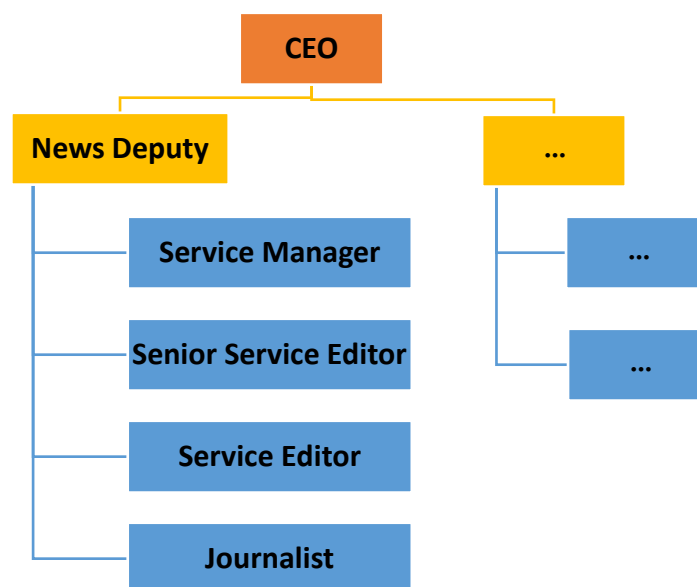 CEO
News Deputy
...
Service Manager
...
Senior Service Editor
...
Service Editor
Journalist